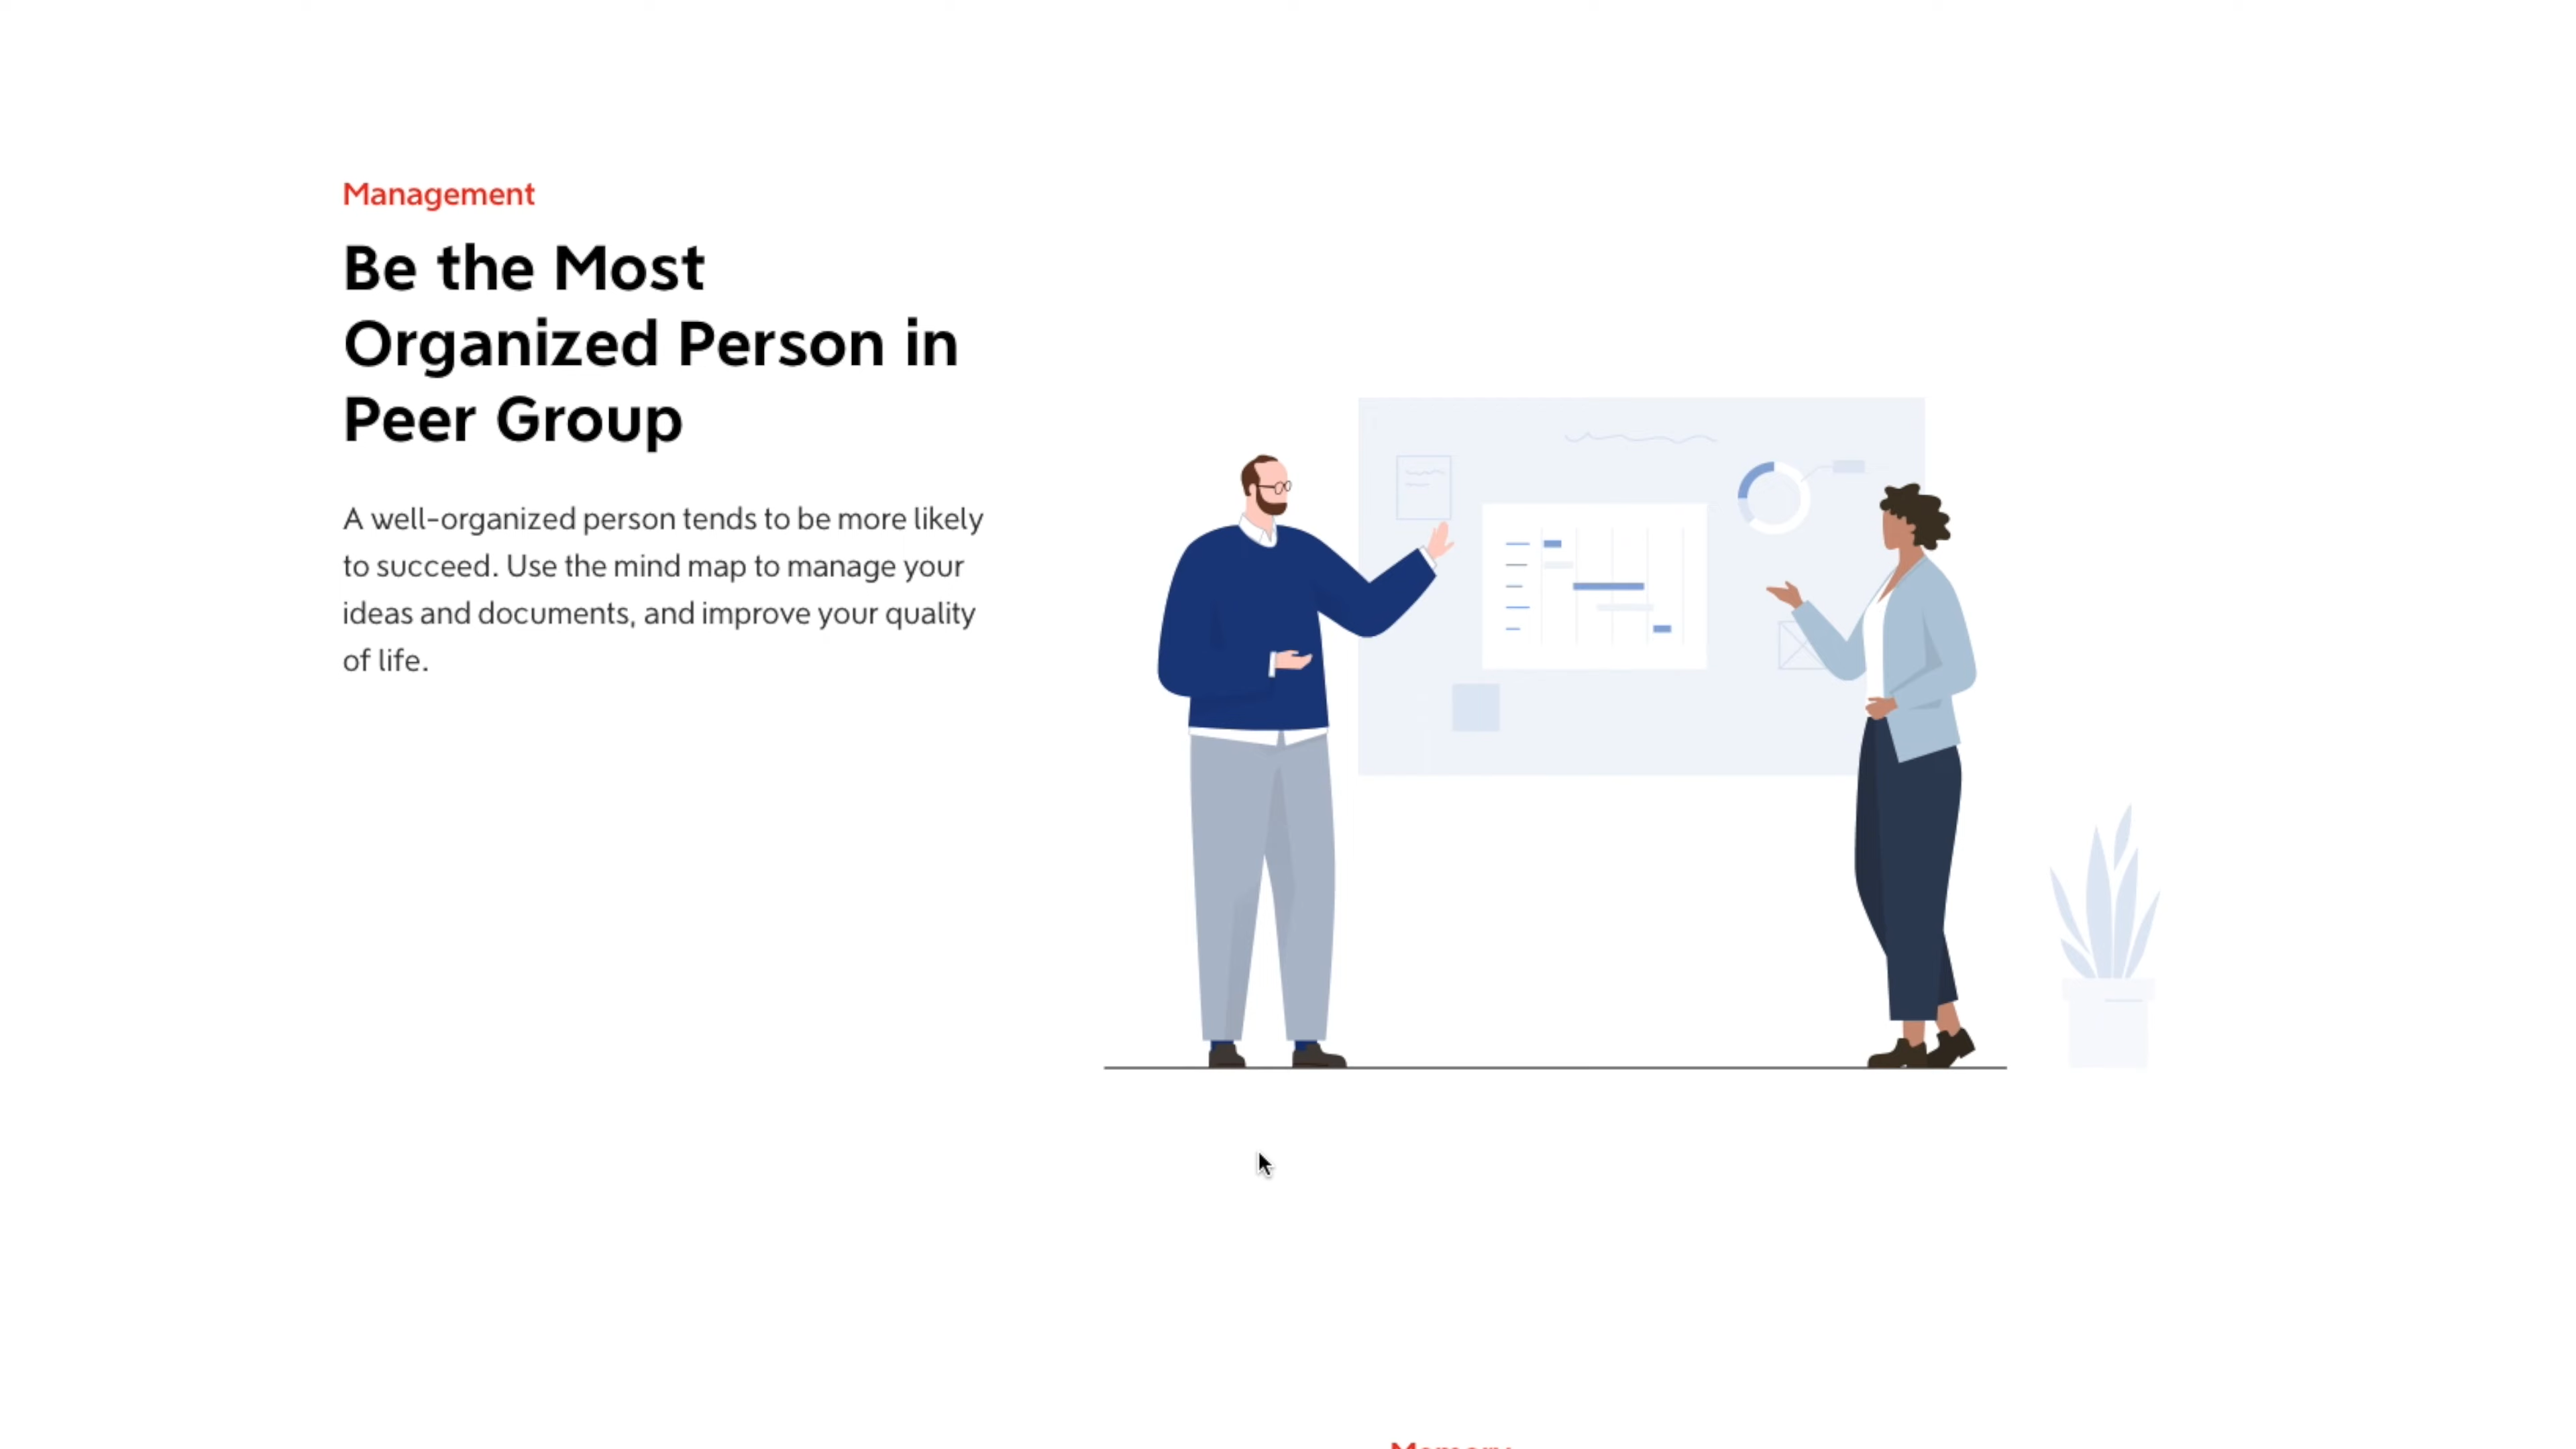 Management
Be the Most
Organized Person in
Peer Group
A well-organized person tends to be more likely
to succeed. Use the mind map to manage your
ideas and documents, and improve your quality
of life.
Memory